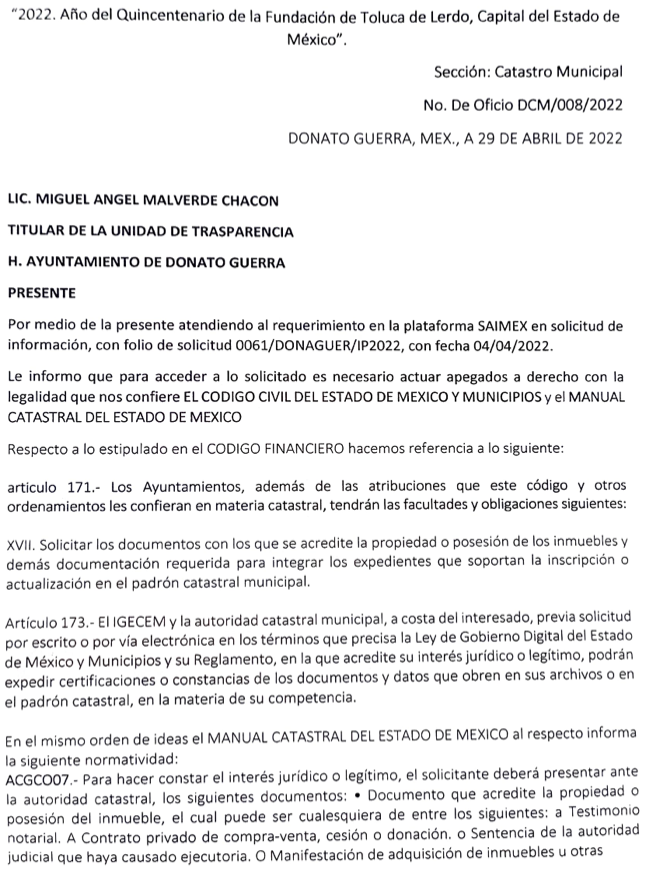 “2022. Año del Quincentenario de la Fundación de Toluca de Lerdo, Capital del Estado de
México”.
Sección: Catastro Municipal
No. De Oficio DCM/008/2022
DONATO GUERRA, MEX., A 29 DE ABRIL DE 2022
LIC. MIGUEL ANGEL MALVERDE CHACON
TITULAR DE LA UNIDAD DE TRASPARENCIA
H. AYUNTAMIENTO DE DONATO GUERRA
PRESENTE
Por medio de la presente atendiendo al requerimiento en la plataforma SAIMEX en solicitud de
información, con folio de solicitud 0061/DONAGUER/IP2022, con fecha 04/04/2022.
Le informo que para acceder a lo solicitado es necesario actuar apegados a derecho con la
legalidad que nos confiere EL CODIGO CIVIL DEL ESTADO DE MEXICO Y MUNICIPIOS y el MANUAL
CATASTRAL DEL ESTADO DE MEXICO
Respecto a lo estipulado en el CODIGO FINANCIERO hacemos referencia a lo siguiente:
articulo 171.- Los Ayuntamientos, además de las atribuciones que este código y otros
ordenamientos les confieran en materia catastral, tendrán las facultades y obligaciones siguientes:
XVII. Solicitar los documentos con los que se acredite la propiedad o posesión de los inmuebles y
demás documentación requerida para integrar los expedientes que soportan la inscripción o
actualización en el padrón catastral municipal.
Artículo 173.- El IGECEM y la autoridad catastral municipal, a costa del interesado, previa solicitud
por escrito o por vía electrónica en los términos que precisa la Ley de Gobierno Digital del Estado
de México y Municipios y su Reglamento, en la que acredite su interés jurídico o legítimo, podrán
expedir certificaciones o constancias de los documentos y datos que obren en sus archivos o en
el padrón catastral, en la materia de su competencia.
En el mismo orden de ideas el MANUAL CATASTRAL DEL ESTADO DE MEXICO al respecto informa
la siguiente normatividad:
ACGCO07.- Para hacer constar el interés jurídico o legítimo, el solicitante deberá presentar ante
la autoridad catastral, los siguientes documentos: • Documento que acredite la propiedad o
posesión del inmueble, el cual puede ser cualesquiera de entre los siguientes: a Testimonio
notarial. A Contrato privado de compra-venta, cesión o donación. o Sentencia de la autoridad
judicial que haya causado ejecutoria. O Manifestación de adquisición de inmuebles u otras